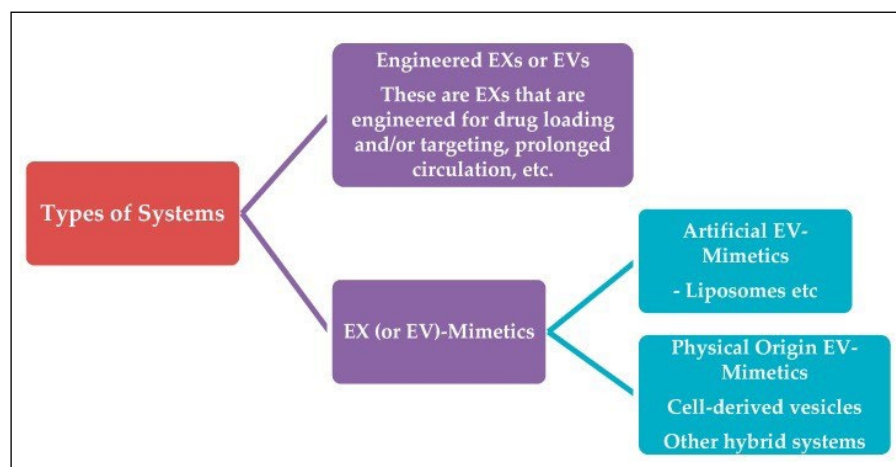 Engineered EXs or EVs
These are EXs that are
engineered for drug loading
and/or targeting, prolonged
circulation, etc.
Types of Systems
Artificial EV-
Mimetics
- Liposomes etc
EX (or EV)-Mimetics
Physical Origin EV-
Mimetics
Cell-derived vesicles
Other hybrid systems